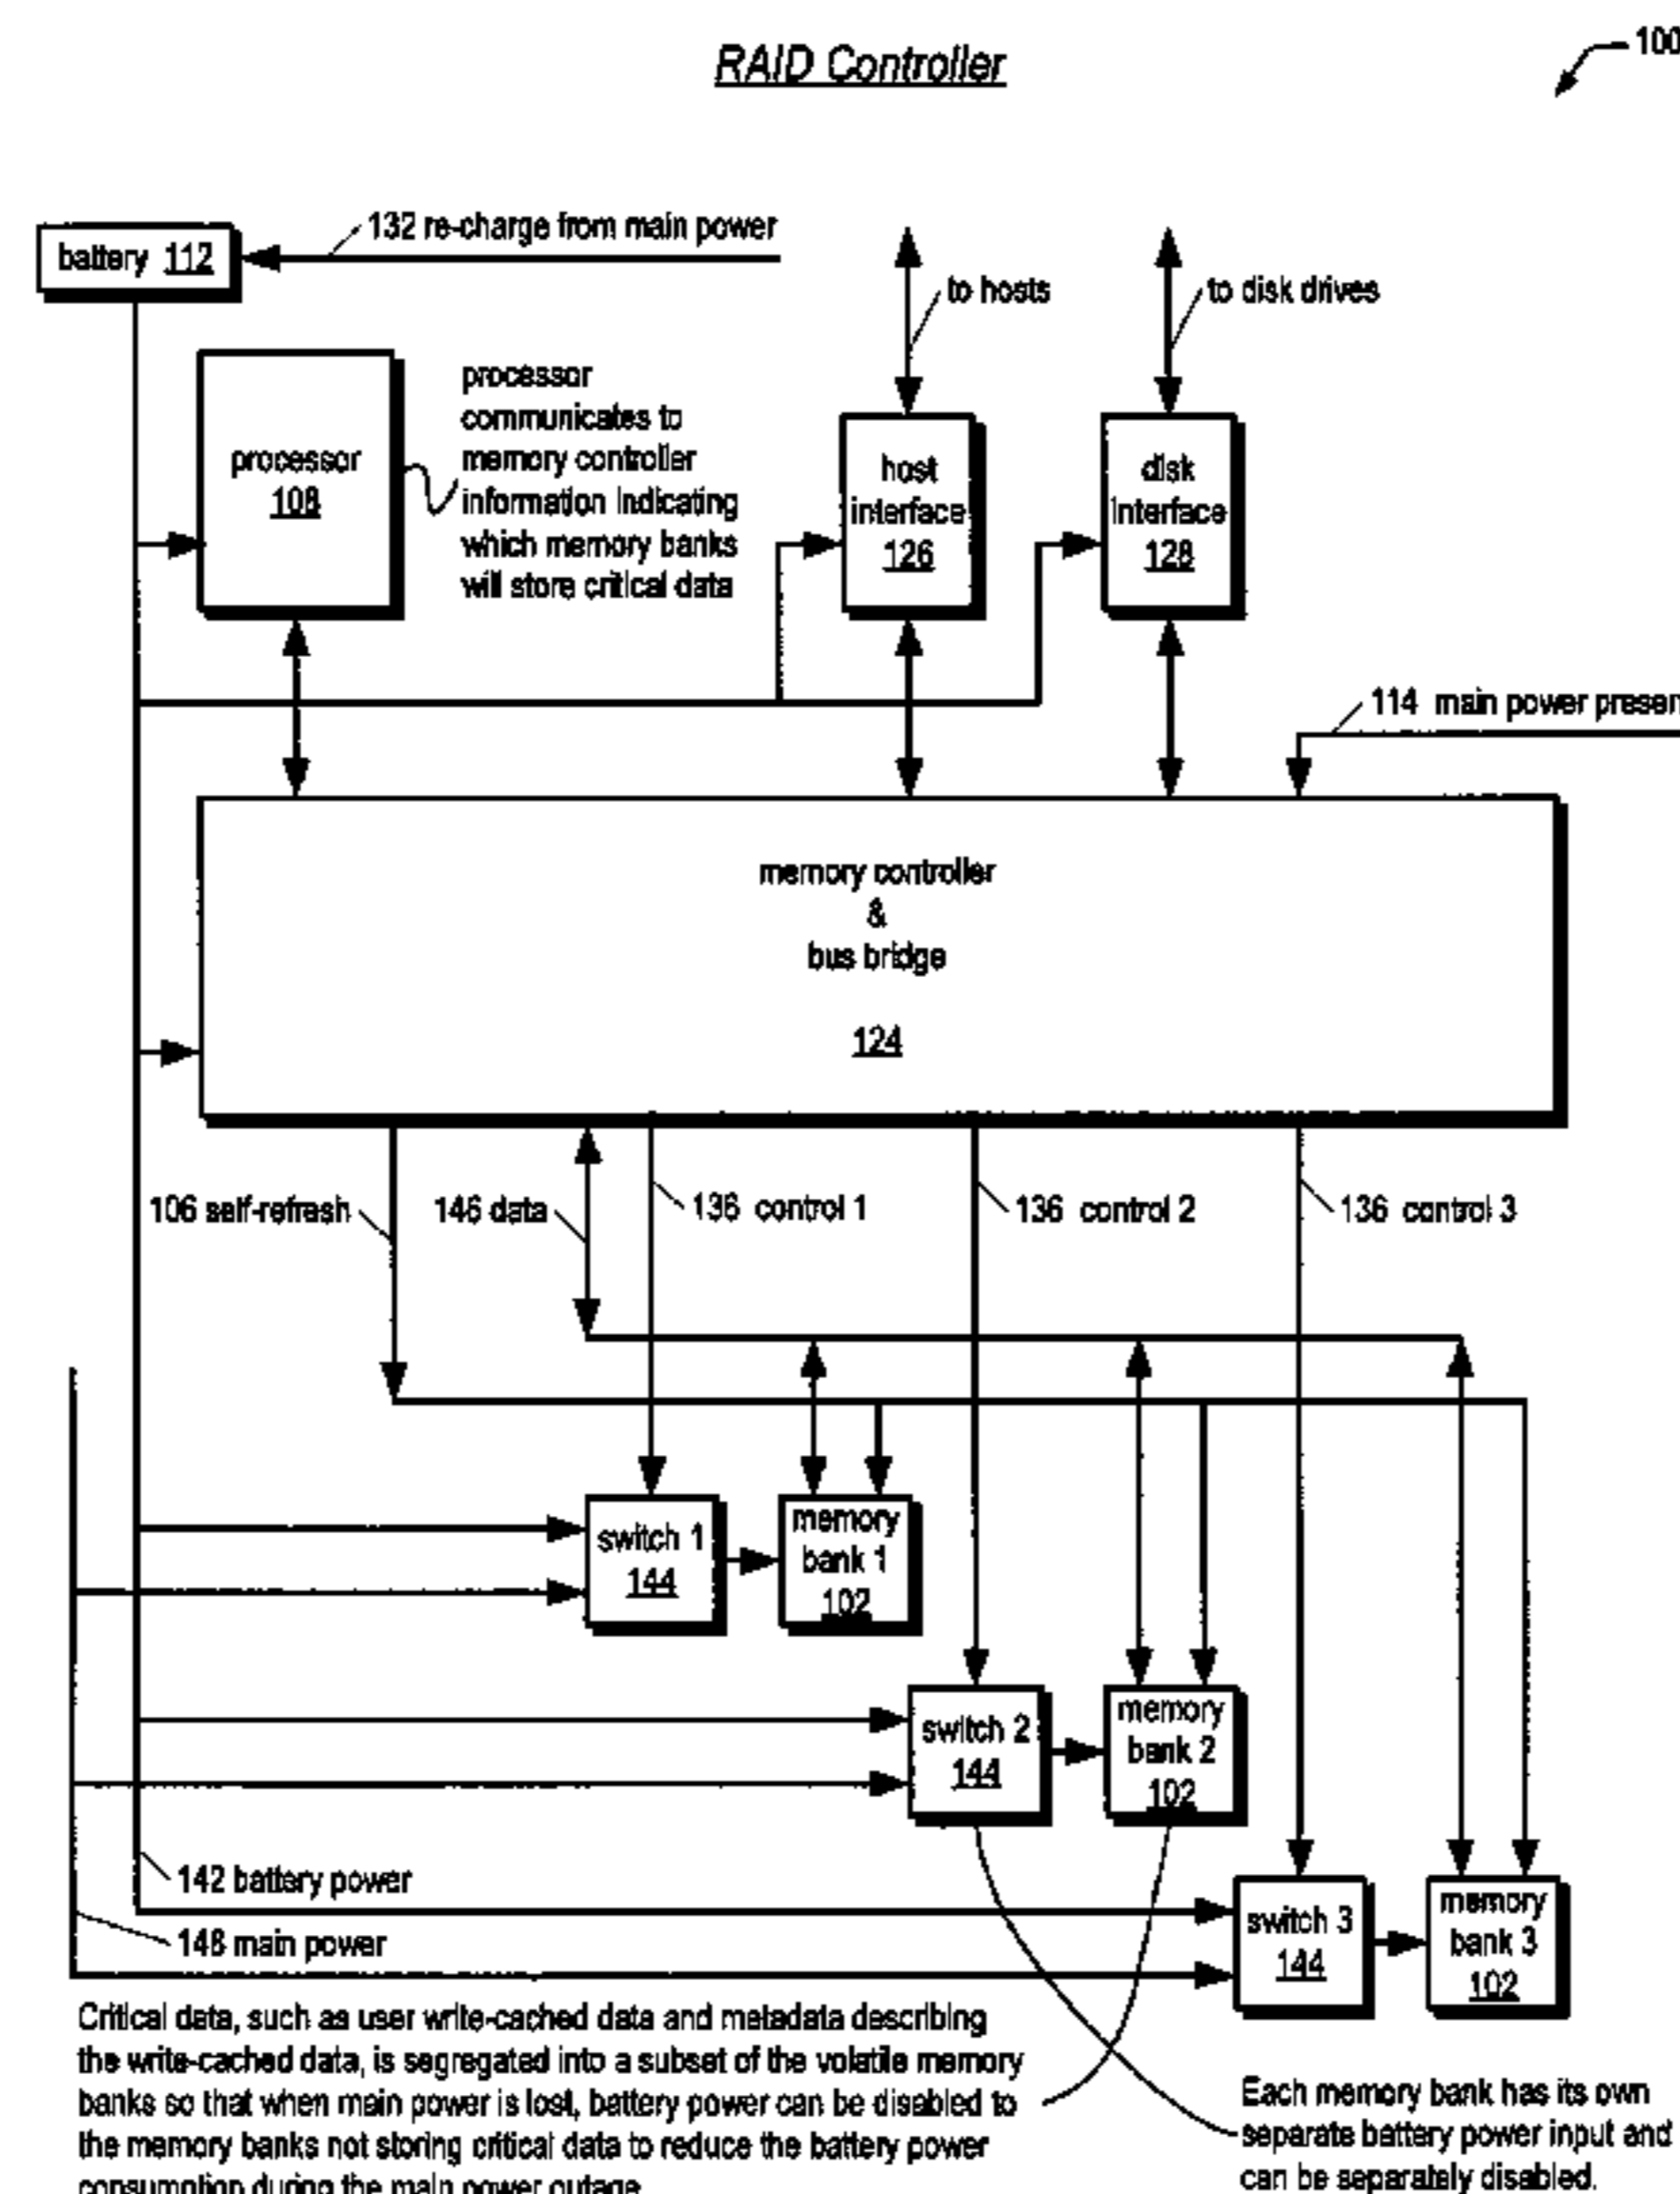 RAID Controller
100
battery 112
132 re-charge from main power
to hosts
to disk drives
processor
108
processor
communicates to
memory controller
information indicating
which memory banks
will store critical data
host
interface
126
disk
interface
128
114 main power presen
memory controller
&
bus bridge
124
106 self-refresh
146 data
136 control 1
136 control 2
136 control 3
switch 1
144
memory
bank 1
102
switch 2
144
memory
bank 2
102
142 battery power
148 main power
switch 3
144
memory
bank 3
102
Critical data, such as user write-cached data and metadata describing
the write-cached data, is segregated into a subset of the volatile memory
banks so that when main power is lost, battery power can be disabled to
the memory banks not storing critical data to reduce the battery power
consumption during the main power outage
Each memory bank has its own
separate battery power input and
can be separately disabled.